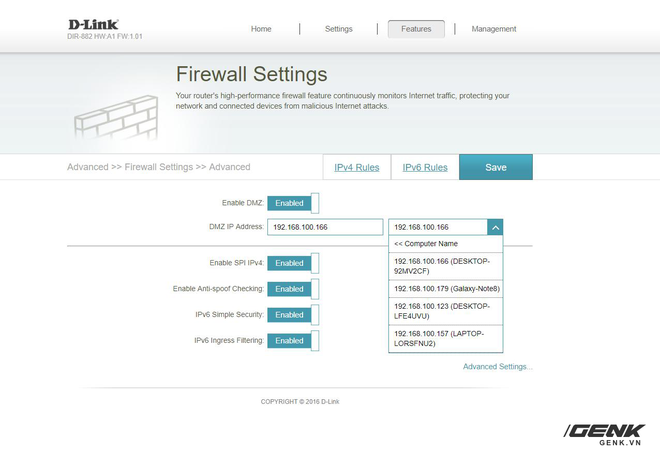 D-Link
DIR-882 HW:A1 FW:1.01
Home
Settings
Features
Management
Firewall Settings
Your router's high-performance firewall feature continuously monitors Internet traffic, protecting your
network and connected devices from malicious Internet attacks.
Advanced >> Firewall Settings >> Advanced
IPv4 Rules
IPv6 Rules
Save
Enable DMZ: Enabled
DMZ IP Address: 192.168.100.166 192.168.100.166
<< Computer Name
192.168.100.166 (DESKTOP-
92MV2CF)
192.168.100.179 (Galaxy-Note8)
192.168.100.123 (DESKTOP-
LFE4UVU)
192.168.100.157 (LAPTOP-
LORSFNU2)
Enable SPI IPv4: Enabled
Enable Anti-spoof Checking: Enabled
IPv6 Simple Security: Enabled
IPv6 Ingress Filtering: Enabled
Advanced Settings...
COPYRIGHT © 2016 D-Link
GENK
GENK.VN